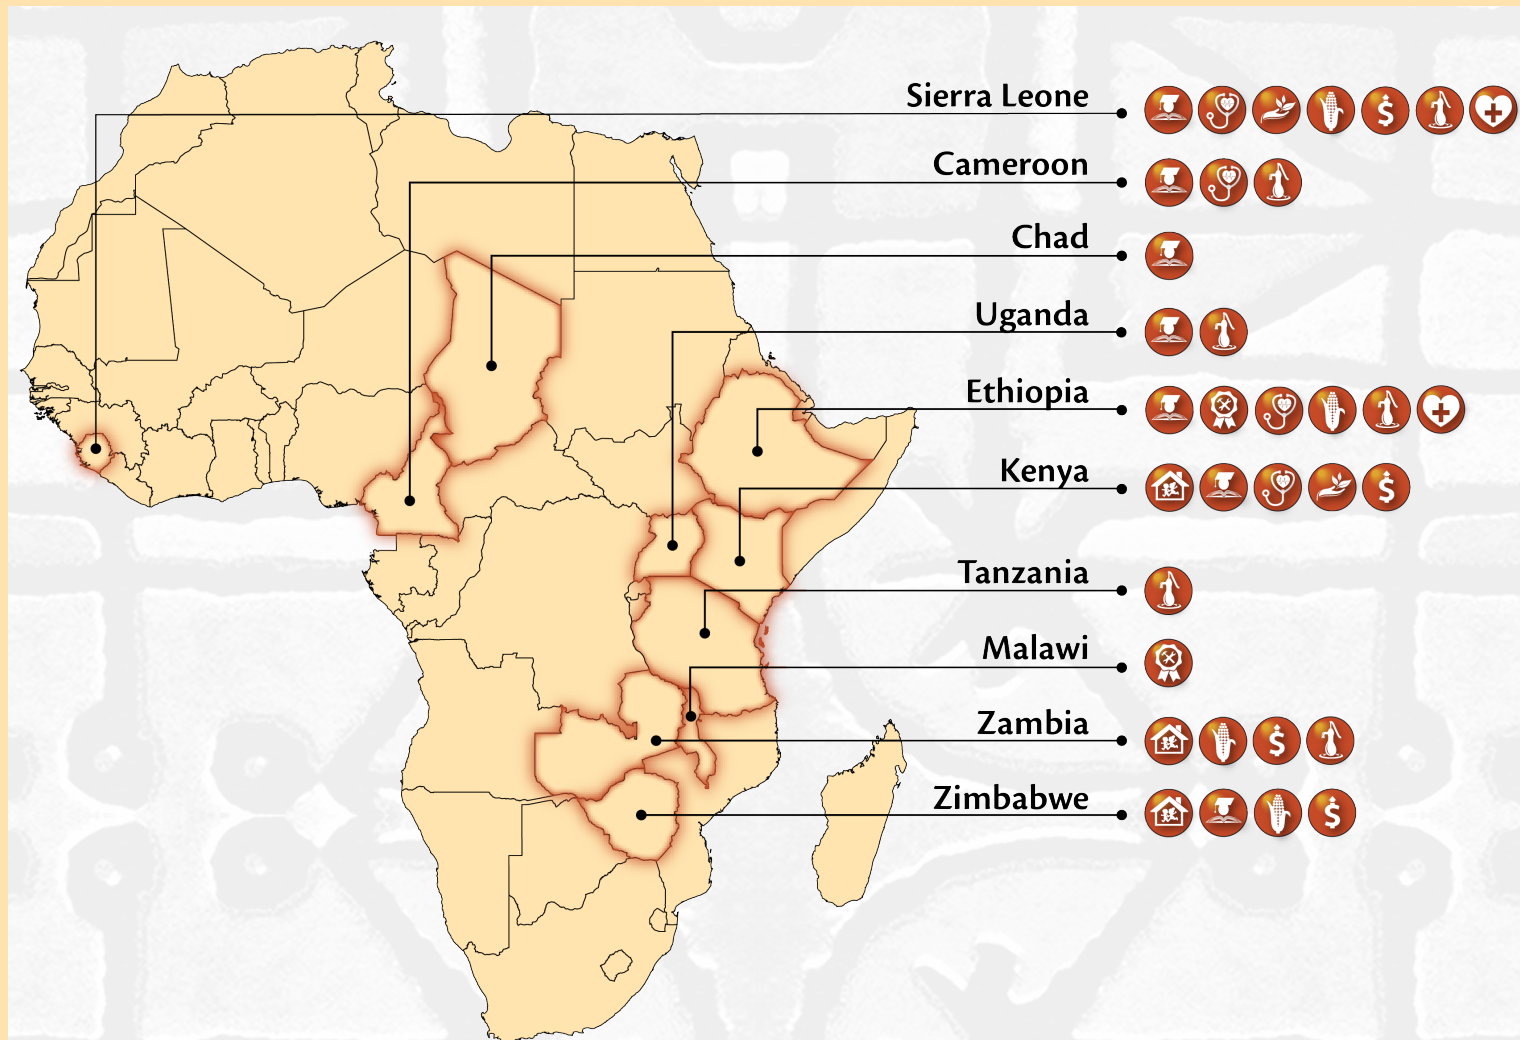 Sierra Leone
Cameroon
Chad
Uganda
Ethiopia
Kenya
Tanzania
Malawi
Zambia
Zimbabwe